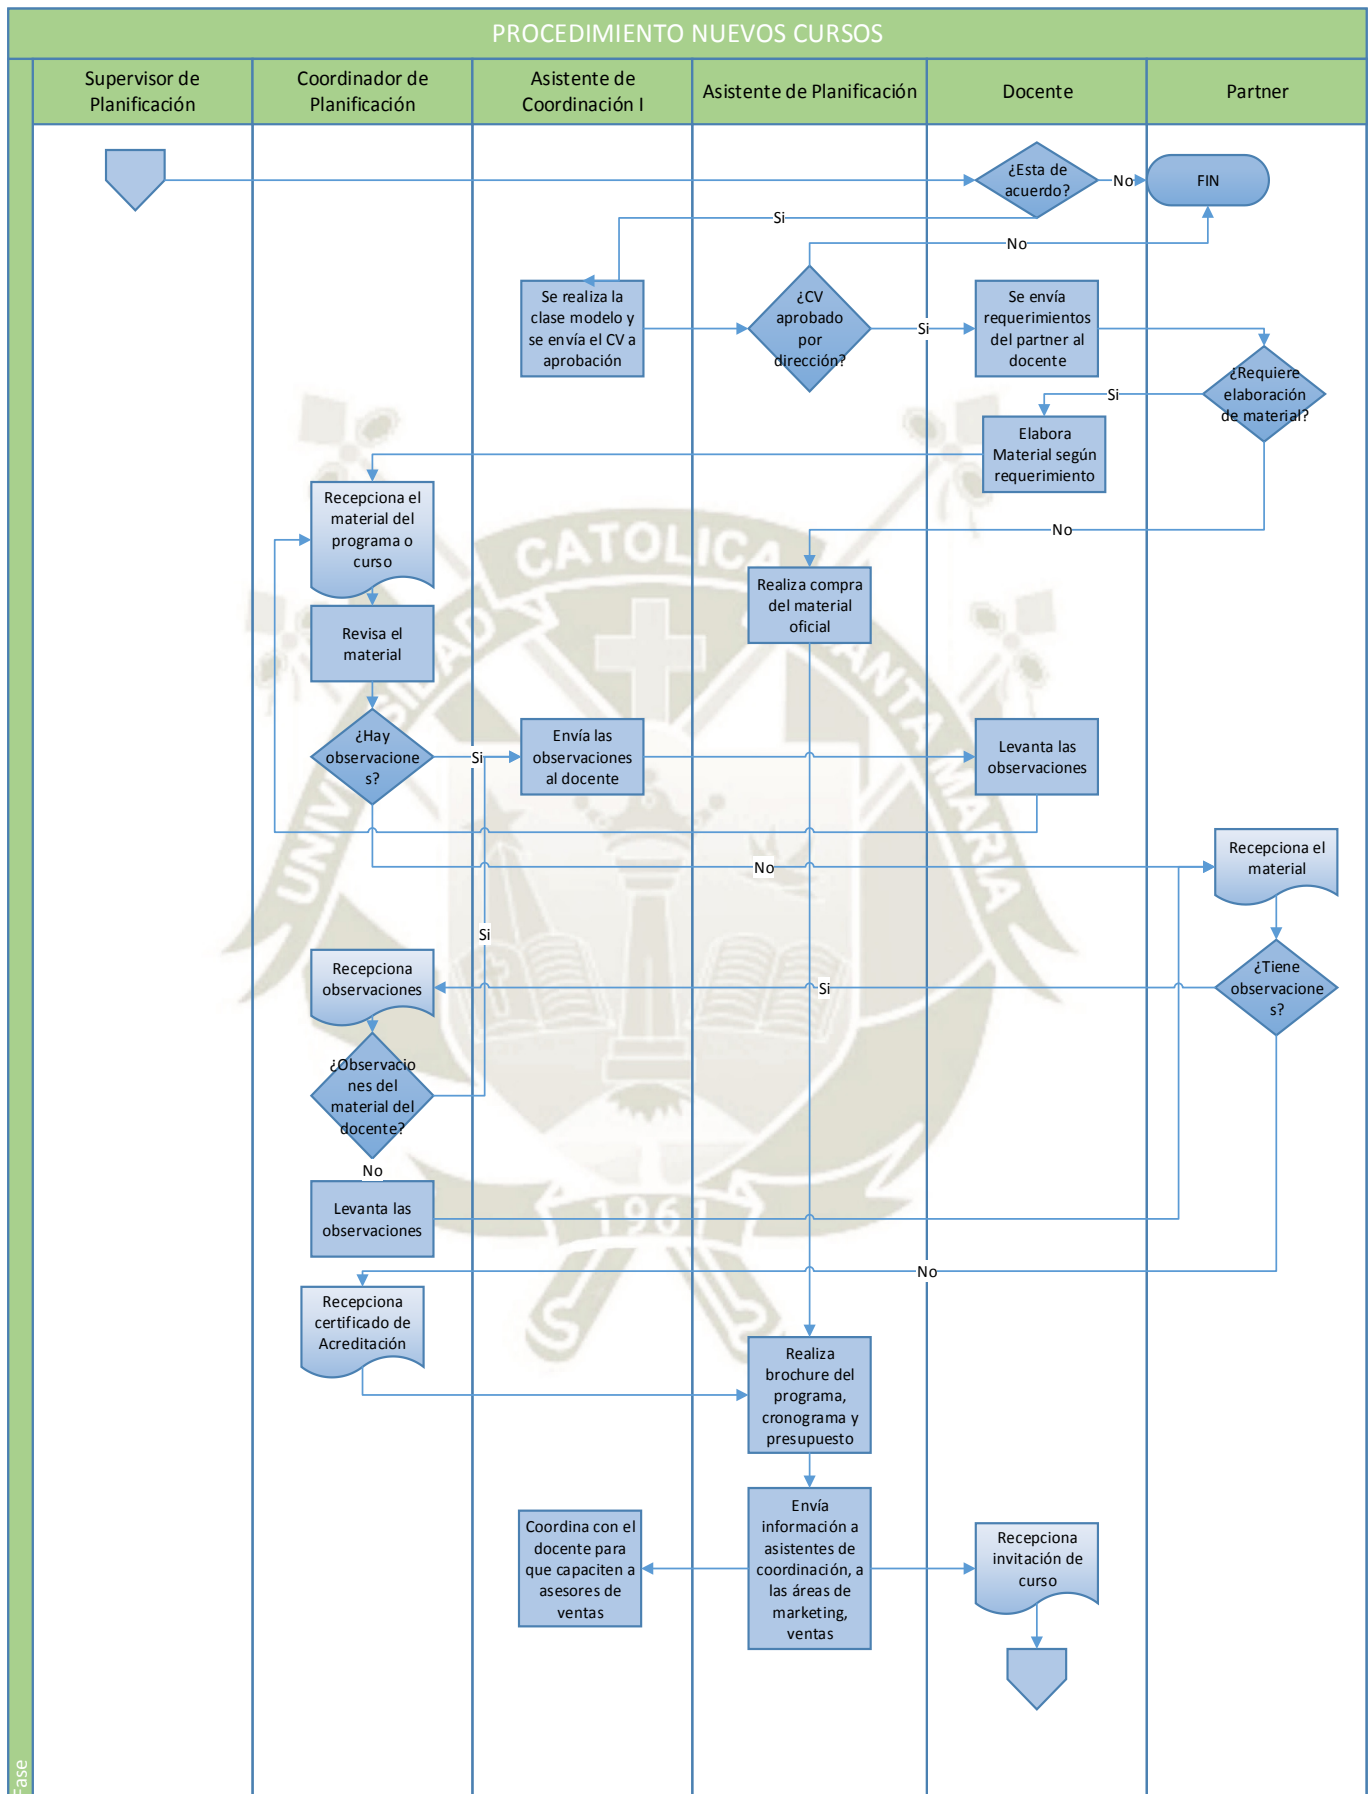 PROCEDIMIENTO NUEVOS CURSOS
Supervisor de
Planificación
Coordinador de
Planificación
Asistente de
Coordinación I
Asistente de Planificación
Docente
Partner
¿Esta de
acuerdo?
No
FIN
Si
No
Se realiza la
clase modelo y
se envía el CV a
aprobación
¿CV
aprobado
por
dirección?
Si
Se envía
requerimientos
del partner al
docente
¿Requiere
elaboración
de material?
Si
Elabora
Material según
requerimiento
Recepciona el
material del
programa o
curso
No
Realiza compra
del material
oficial
Revisa el
material
¿Hay
observacione
s?
Si
Envía las
observaciones
al docente
Levanta las
observaciones
No
Recepciona el
material
Si
Recepciona
observaciones
Si
¿Tiene
observacione
s?
¿Observacio
nes del
material del
docente?
No
Levanta las
observaciones
No
Recepciona
certificado de
Acreditación
Realiza
brochure del
programa,
cronograma y
presupuesto
Coordina con el
docente para
que capaciten a
asesores de
ventas
Envía
información a
asistentes de
coordinación, a
las áreas de
marketing,
ventas
Recepciona
invitación de
curso
Fase
CATOLICA
SANTA MARIA
1961